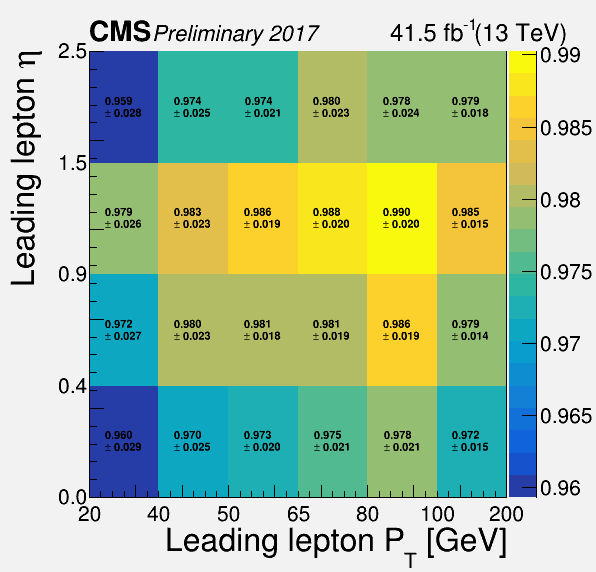 CMS Preliminary 2017 41.5 fb⁻¹(13 TeV)
Leading lepton η
2.5
1.5
0.9
0.4
0.0
0.959 0.974 0.974 0.980 0.978 0.979
± 0.028 ± 0.025 ± 0.021 ± 0.023 ± 0.024 ± 0.018
0.979 0.983 0.986 0.988 0.990 0.985
± 0.026 ± 0.023 ± 0.019 ± 0.020 ± 0.020 ± 0.015
0.972 0.980 0.981 0.981 0.986 0.979
± 0.027 ± 0.023 ± 0.018 ± 0.019 ± 0.019 ± 0.014
0.960 0.970 0.973 0.975 0.978 0.972
± 0.029 ± 0.025 ± 0.020 ± 0.021 ± 0.021 ± 0.015
20 40 50 65 80 100 200
Leading lepton P_T [GeV]
0.99
0.985
0.98
0.975
0.97
0.965
0.96